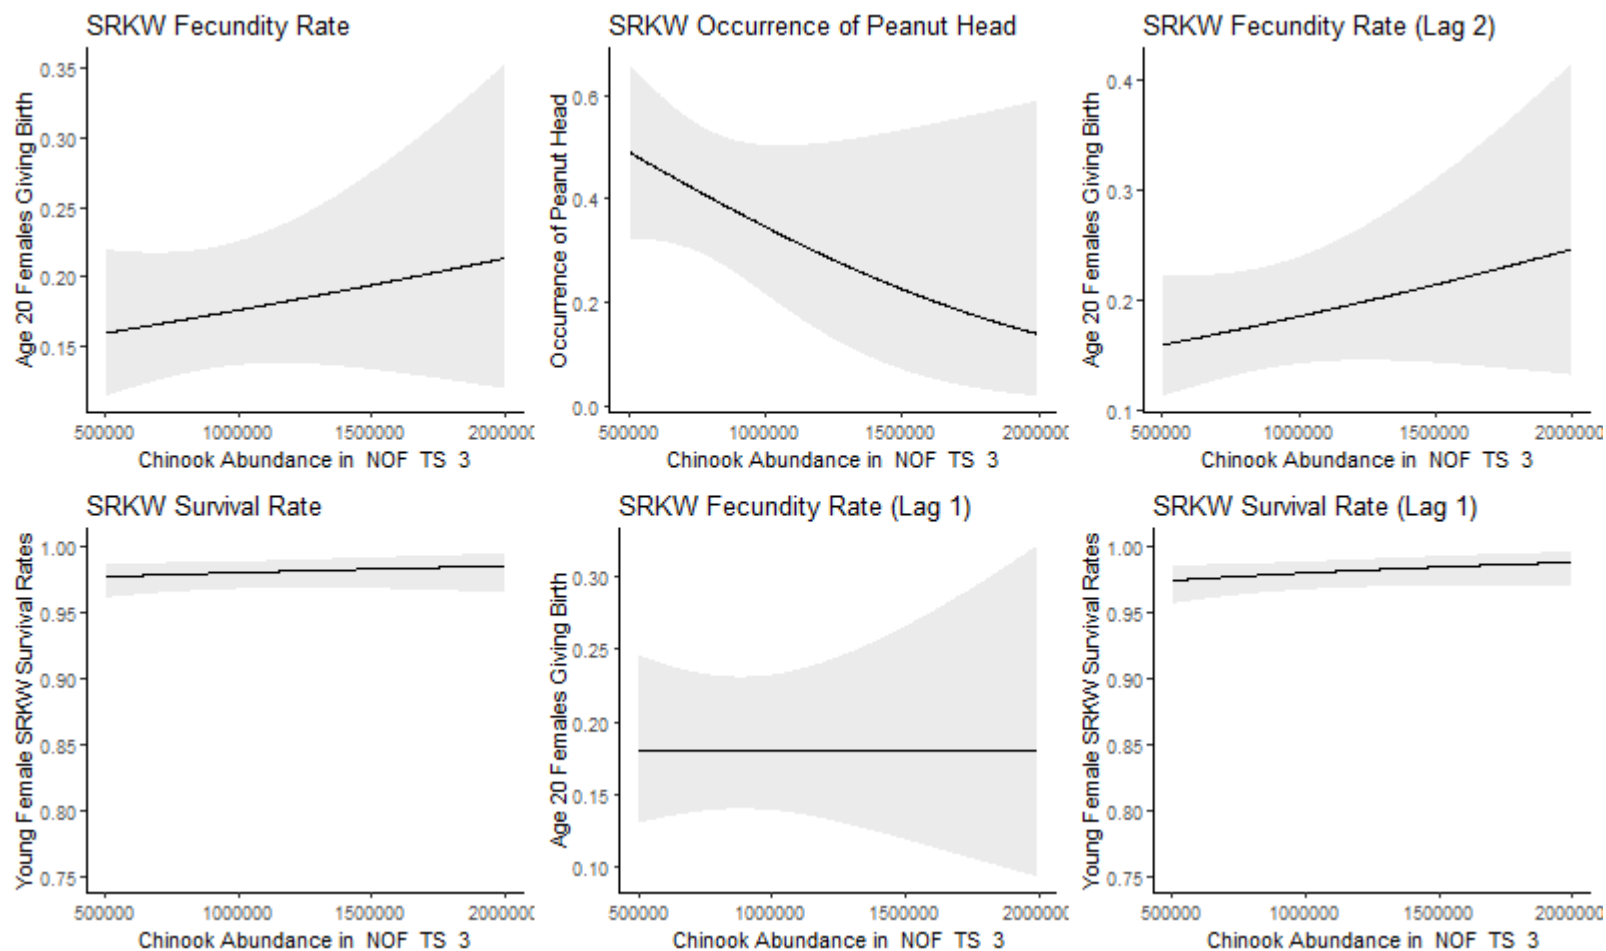 SRKW Fecundity Rate
Age 20 Females Giving Birth
0.35
0.30
0.25
0.20
0.15
500000 1000000 1500000 2000000
Chinook Abundance in NOF TS 3
SRKW Occurrence of Peanut Head
Occurrence of Peanut Head
0.6
0.4
0.2
0.0
500000 1000000 1500000 2000000
Chinook Abundance in NOF TS 3
SRKW Fecundity Rate (Lag 2)
Age 20 Females Giving Birth
0.4
0.3
0.2
0.1
500000 1000000 1500000 2000000
Chinook Abundance in NOF TS 3
SRKW Survival Rate
Young Female SRKW Survival Rates
1.00
0.95
0.90
0.85
0.80
0.75
500000 1000000 1500000 2000000
Chinook Abundance in NOF TS 3
SRKW Fecundity Rate (Lag 1)
Age 20 Females Giving Birth
0.30
0.25
0.20
0.15
0.10
500000 1000000 1500000 2000000
Chinook Abundance in NOF TS 3
SRKW Survival Rate (Lag 1)
Young Female SRKW Survival Rates
1.00
0.95
0.90
0.85
0.80
0.75
500000 1000000 1500000 2000000
Chinook Abundance in NOF TS 3